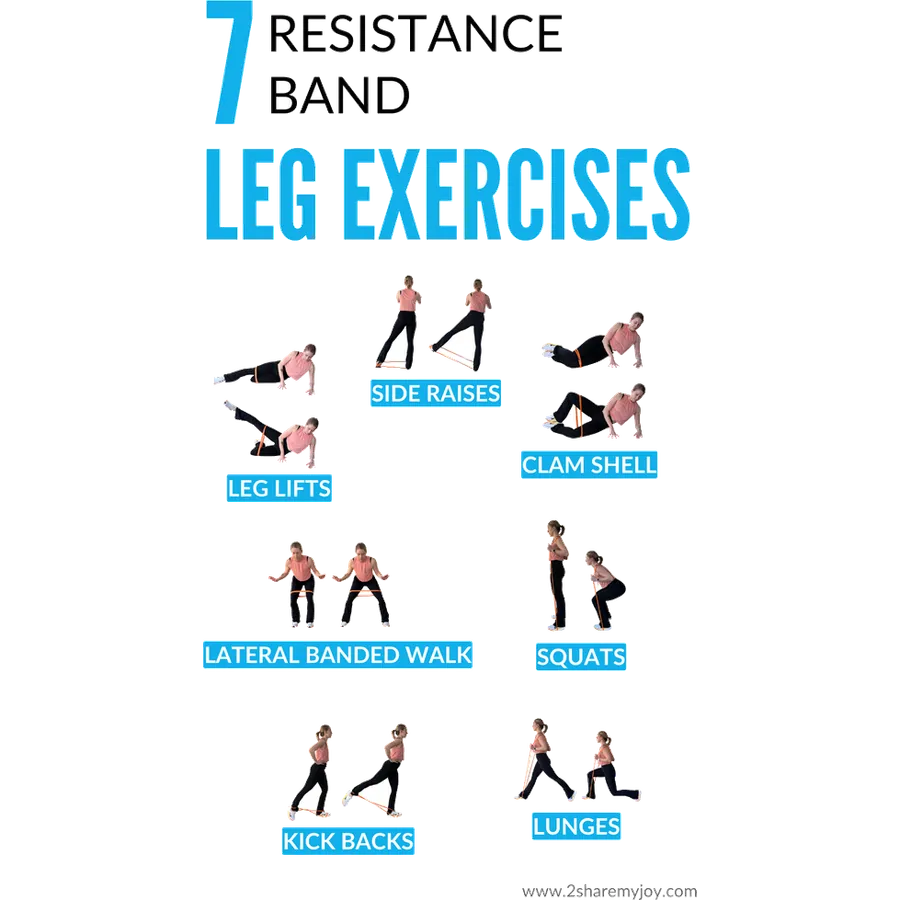 7 RESISTANCE
BAND
LEG EXERCISES
SIDE RAISES
CLAM SHELL
LEG LIFTS
LATERAL BANDED WALK
SQUATS
KICK BACKS
LUNGES
www.2sharemyjoy.com